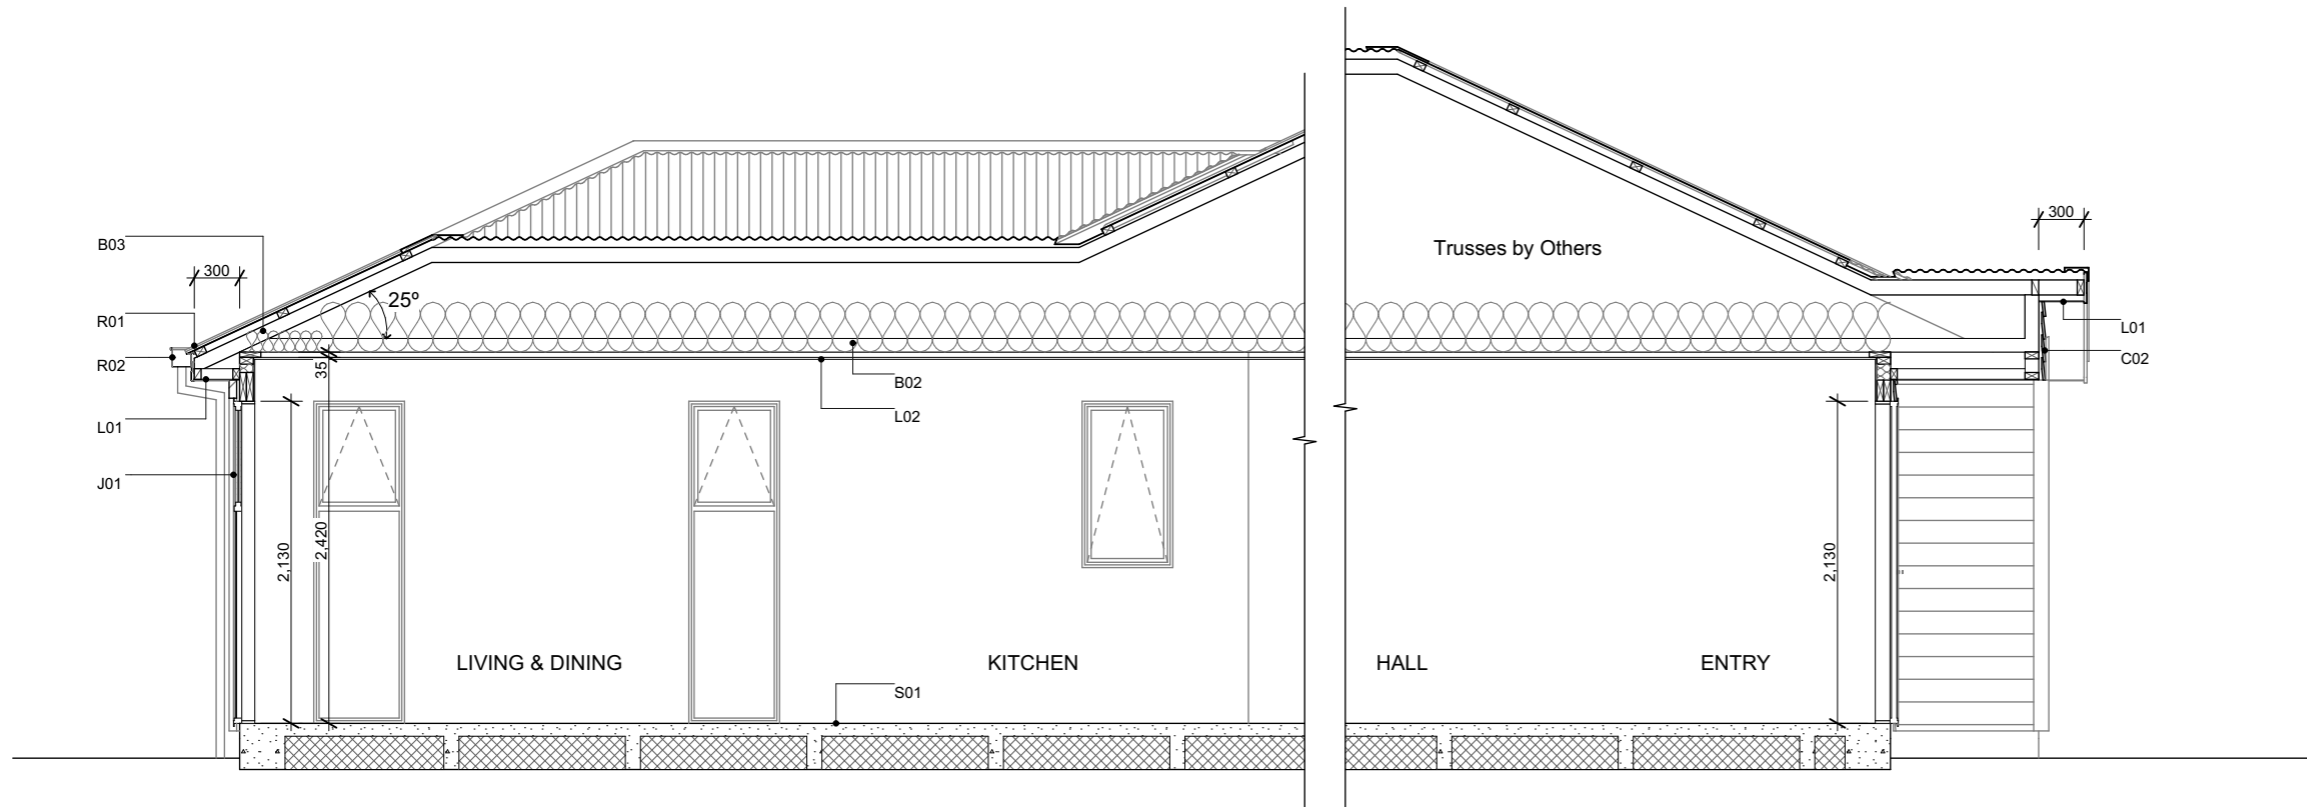 300
Trusses by Others
B03
300
25º
R01
L01
R02
C02
35
B02
L02
L01
J01
2,130
2,420
2,130
LIVING & DINING
KITCHEN
HALL
ENTRY
S01